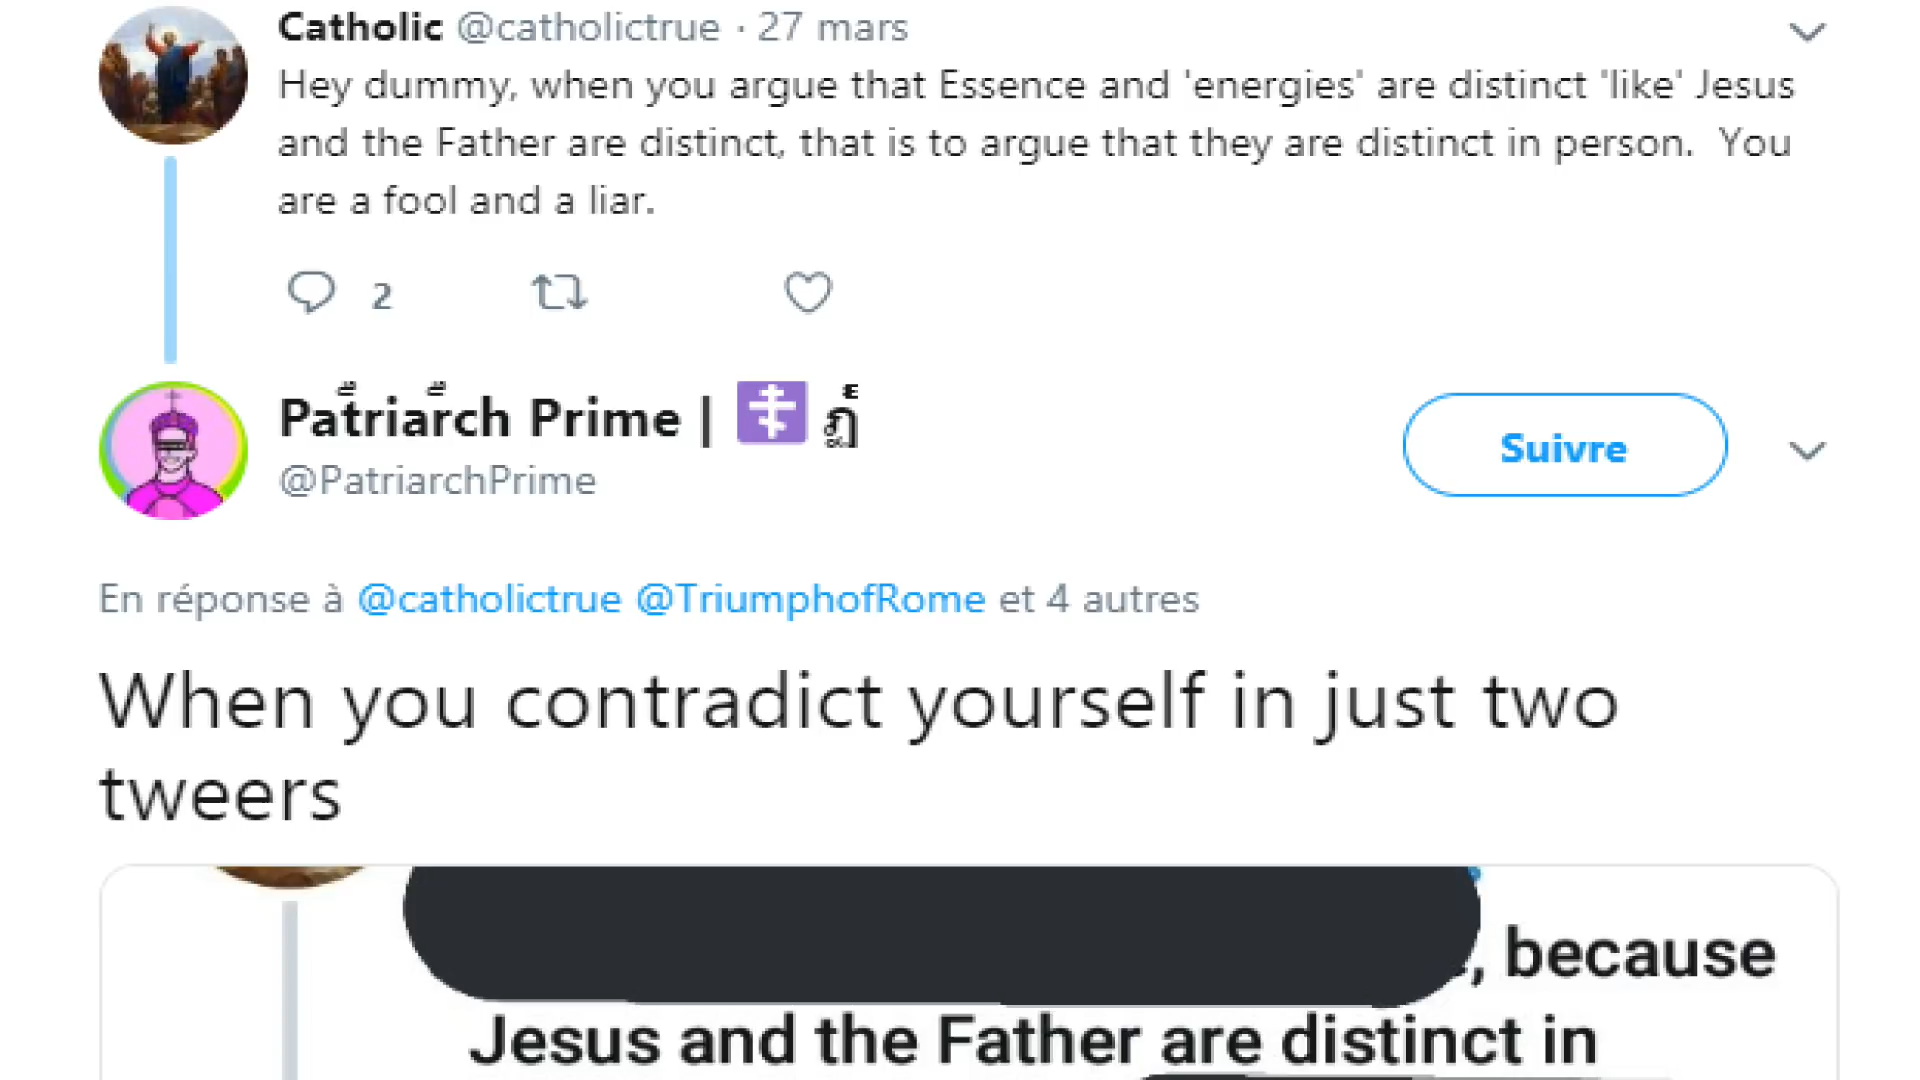 Catholic @catholictrue · 27 mars
Hey dummy, when you argue that Essence and 'energies' are distinct 'like' Jesus
and the Father are distinct, that is to argue that they are distinct in person. You
are a fool and a liar.
2
Patriarch Prime | ☦
@PatriarchPrime
Suivre
En réponse à @catholictrue @TriumphofRome et 4 autres
When you contradict yourself in just two
tweers
, because
Jesus and the Father are distinct in